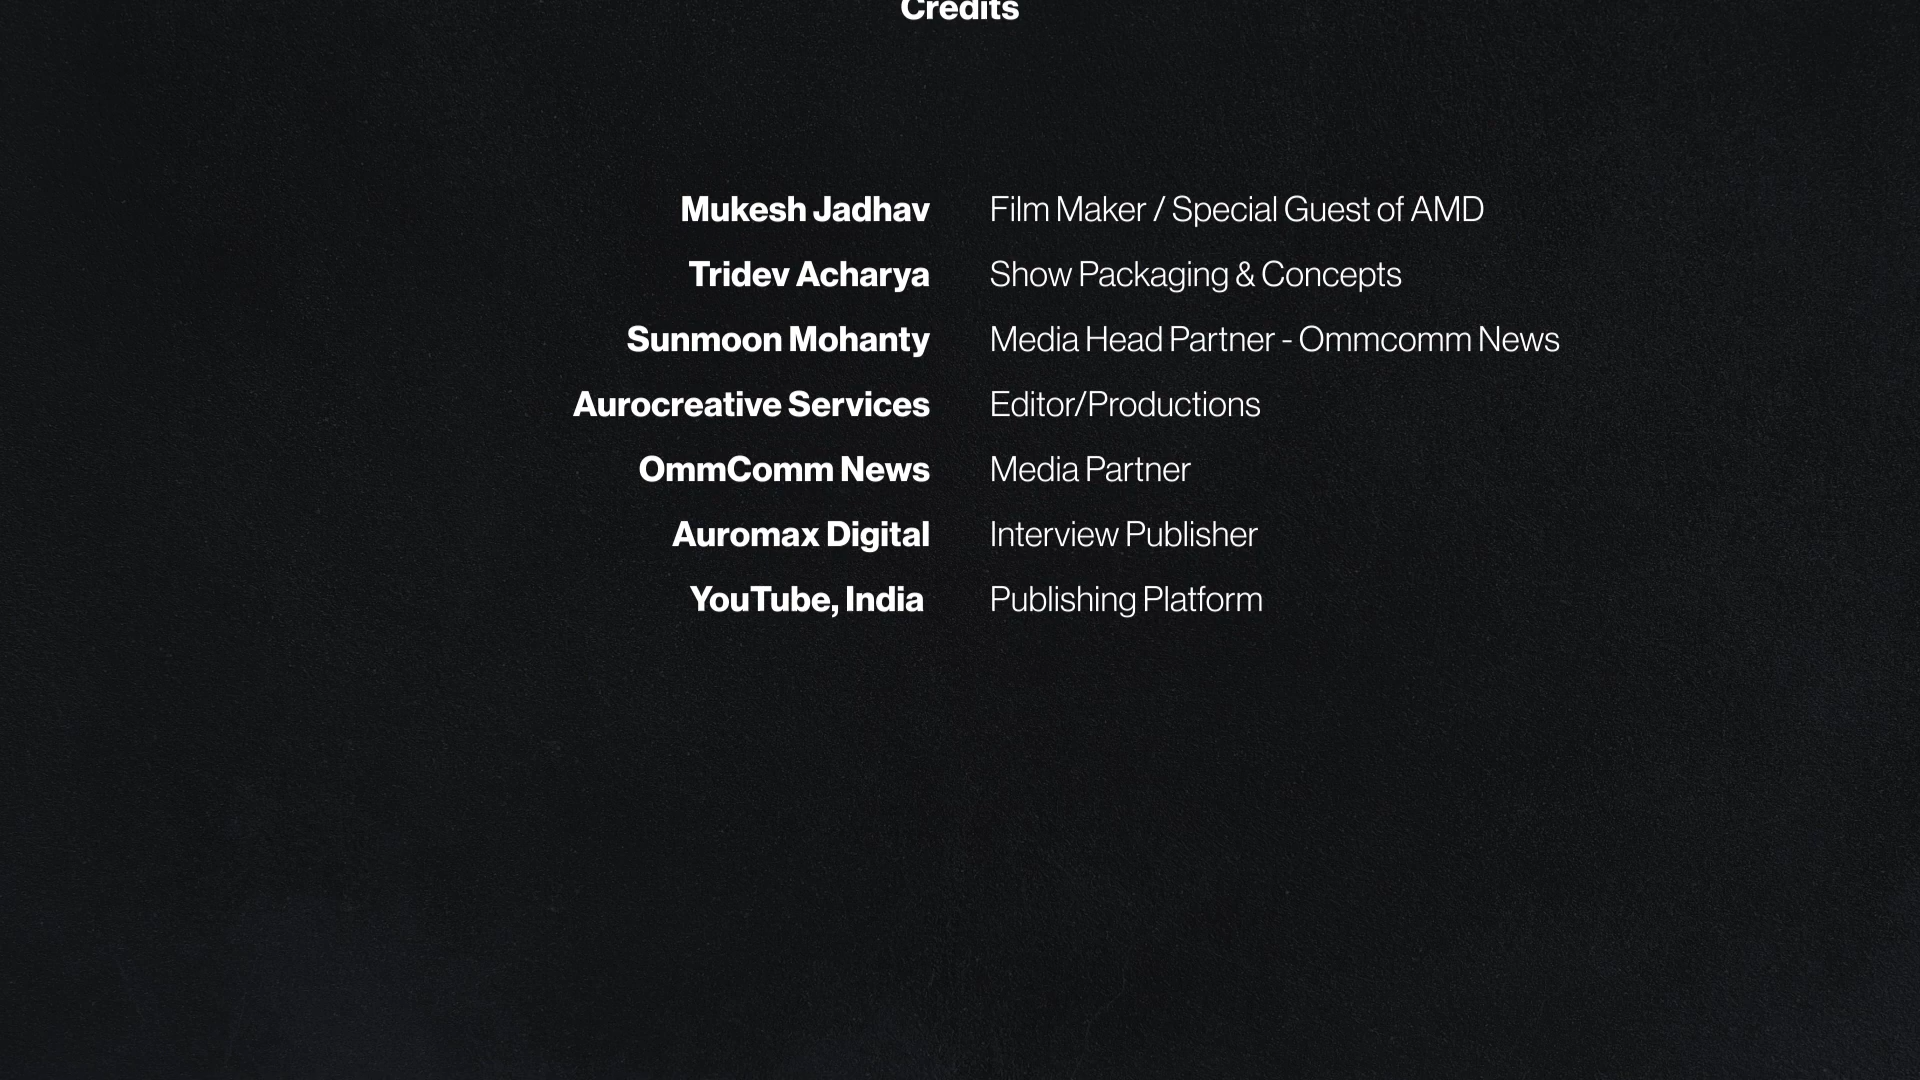 Credits
Mukesh Jadhav Film Maker / Special Guest of AMD
Tridev Acharya Show Packaging & Concepts
Sunmoon Mohanty Media Head Partner - Ommcomm News
Aurocreative Services Editor/Productions
OmmComm News Media Partner
Auromax Digital Interview Publisher
YouTube, India Publishing Platform